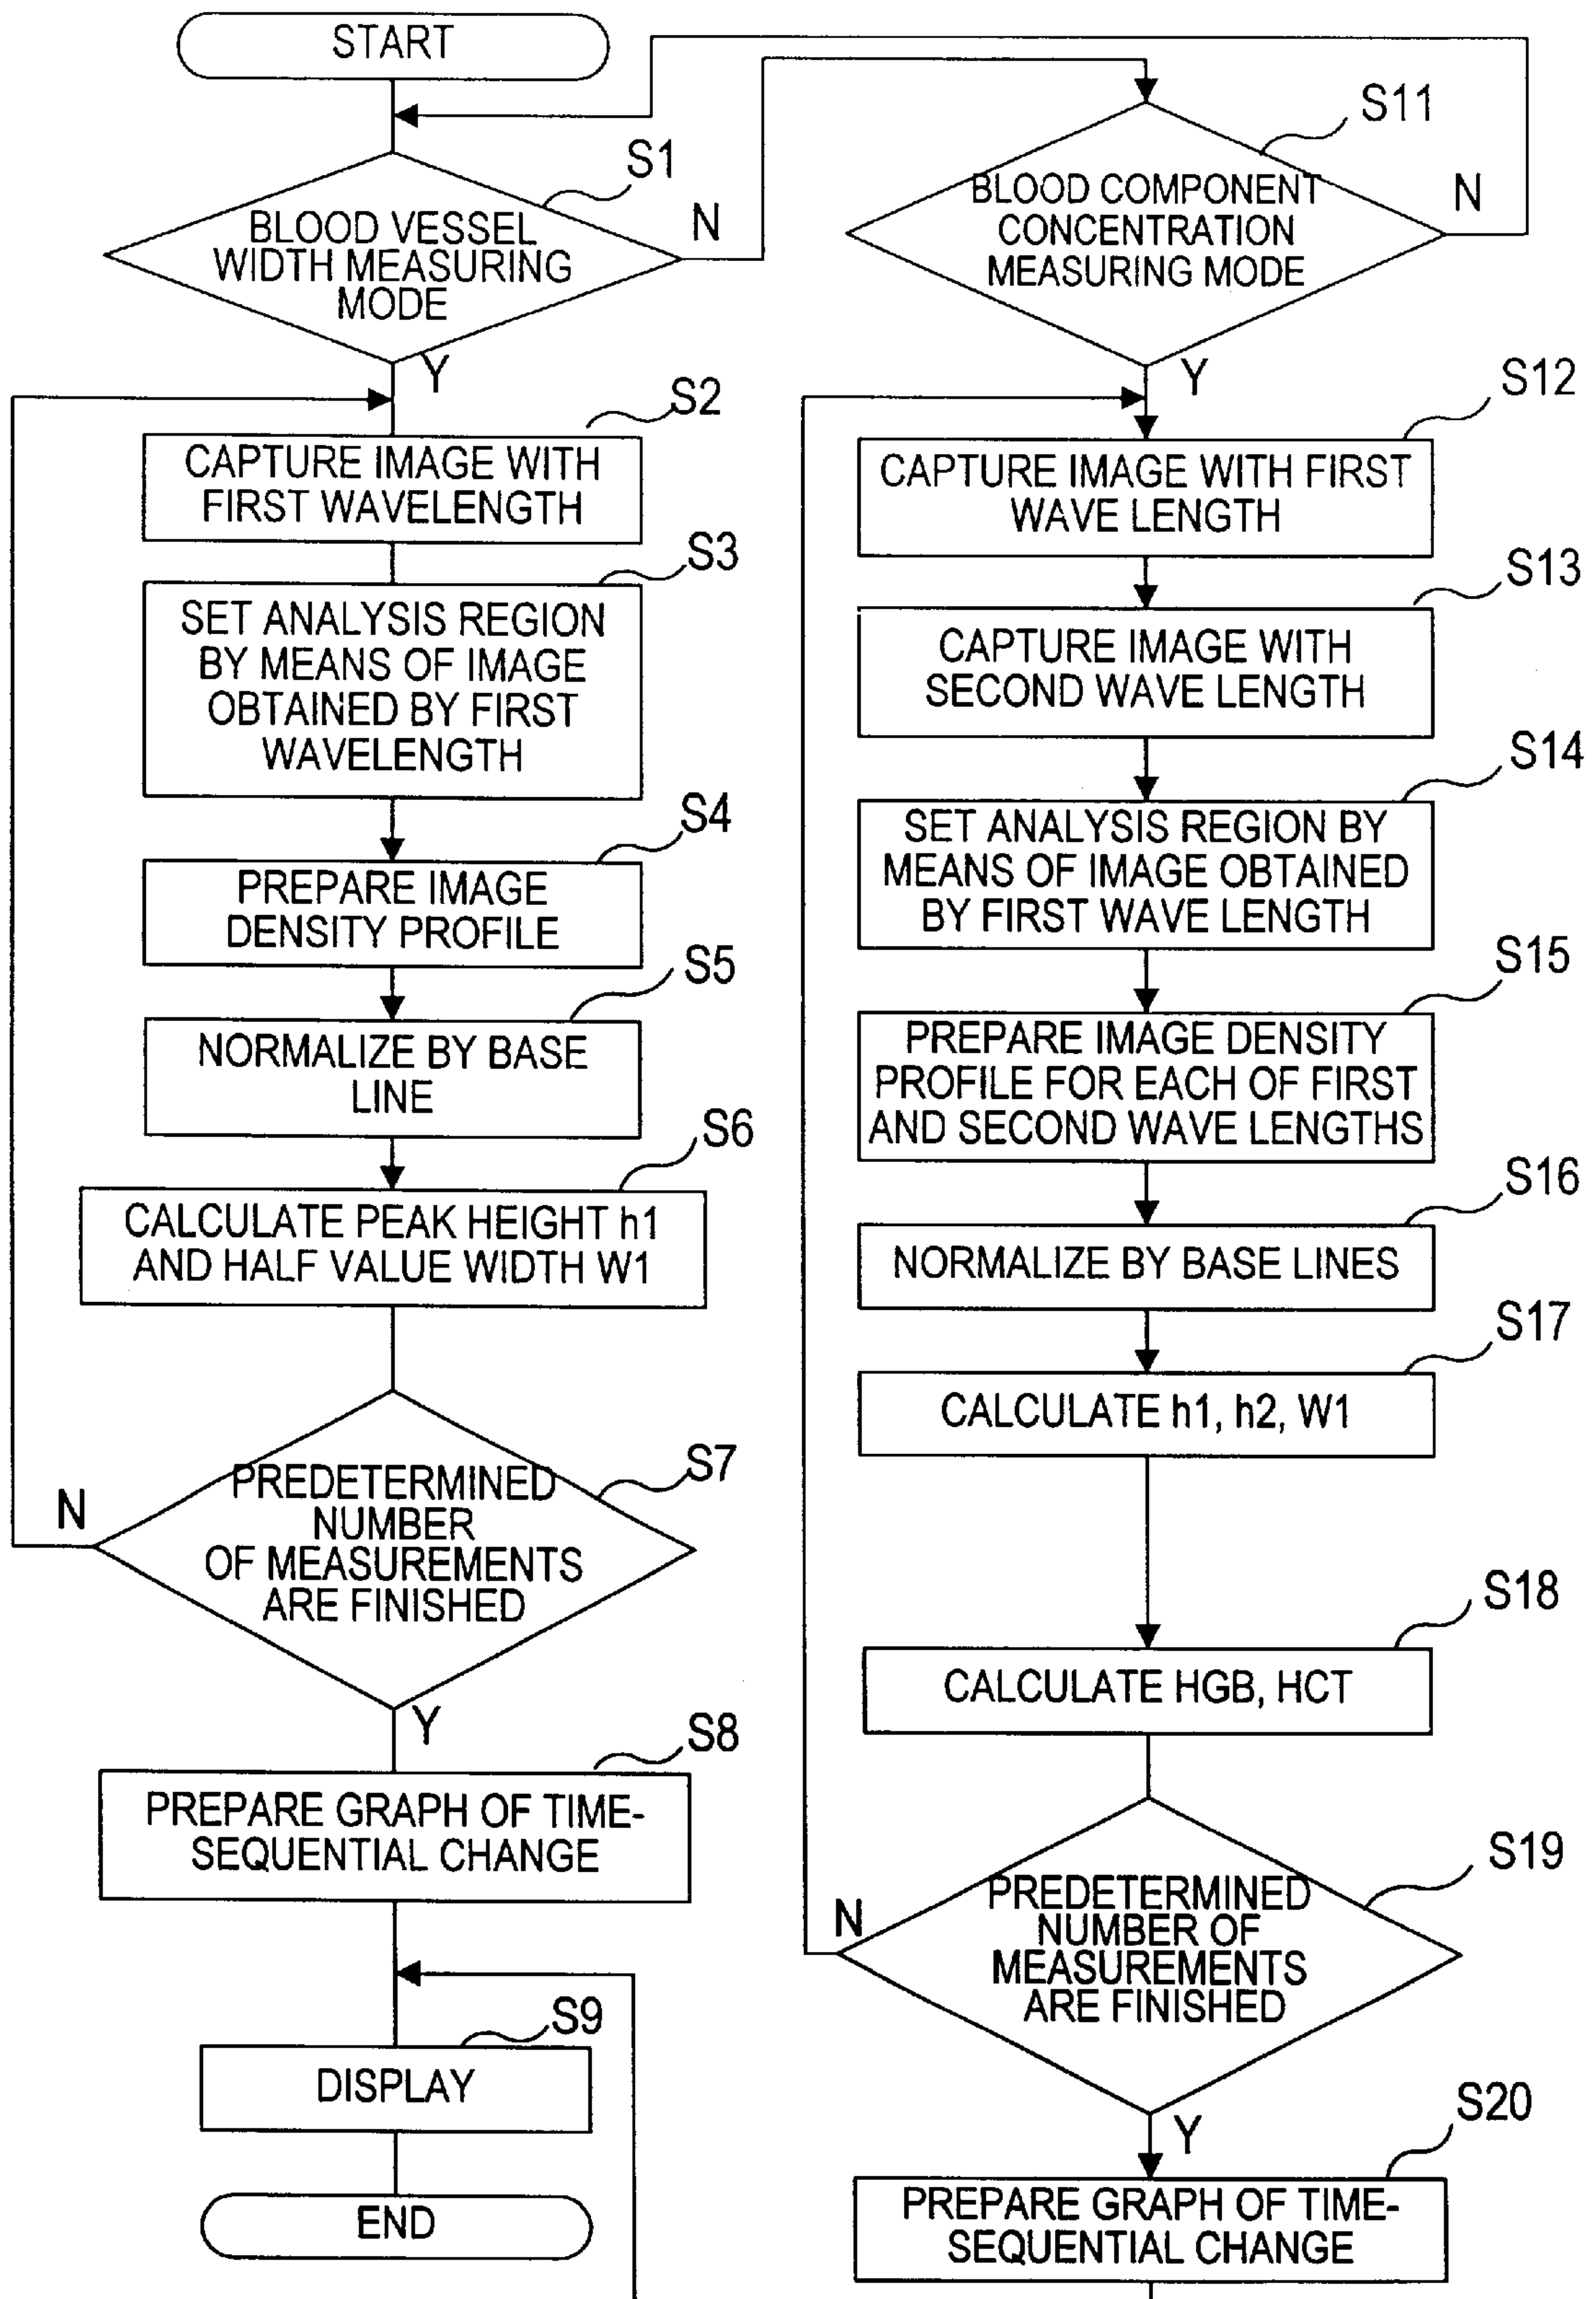 START
S1
BLOOD VESSEL
WIDTH MEASURING
MODE
N
Y
S2
CAPTURE IMAGE WITH
FIRST WAVELENGTH
S3
SET ANALYSIS REGION
BY MEANS OF IMAGE
OBTAINED BY FIRST
WAVELENGTH
S4
PREPARE IMAGE
DENSITY PROFILE
S5
NORMALIZE BY BASE
LINE
S6
CALCULATE PEAK HEIGHT h1
AND HALF VALUE WIDTH W1
S7
PREDETERMINED
NUMBER
OF MEASUREMENTS
ARE FINISHED
N
Y
S8
PREPARE GRAPH OF TIME-
SEQUENTIAL CHANGE
S9
DISPLAY
END
S11
BLOOD COMPONENT
CONCENTRATION
MEASURING MODE
N
Y
S12
CAPTURE IMAGE WITH FIRST
WAVE LENGTH
S13
CAPTURE IMAGE WITH
SECOND WAVE LENGTH
S14
SET ANALYSIS REGION BY
MEANS OF IMAGE OBTAINED
BY FIRST WAVE LENGTH
S15
PREPARE IMAGE DENSITY
PROFILE FOR EACH OF FIRST
AND SECOND WAVE LENGTHS
S16
NORMALIZE BY BASE LINES
S17
CALCULATE h1, h2, W1
S18
CALCULATE HGB, HCT
S19
PREDETERMINED
NUMBER OF
MEASUREMENTS
ARE FINISHED
N
Y
S20
PREPARE GRAPH OF TIME-
SEQUENTIAL CHANGE